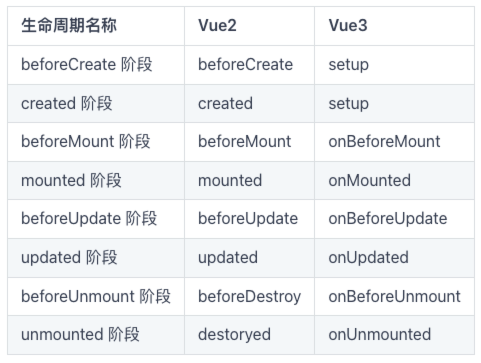 生命周期名称 Vue2 Vue3
beforeCreate 阶段 beforeCreate setup
created 阶段 created setup
beforeMount 阶段 beforeMount onBeforeMount
mounted 阶段 mounted onMounted
beforeUpdate 阶段 beforeUpdate onBeforeUpdate
updated 阶段 updated onUpdated
beforeUnmount 阶段 beforeDestroy onBeforeUnmount
unmounted 阶段 destoryed onUnmounted